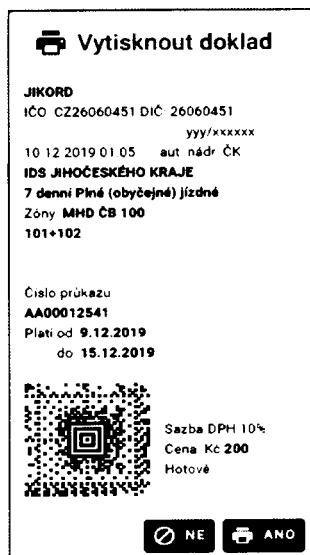 Vytisknout doklad
JIKORD
IČO CZ26060451 DIČ 26060451
yyy/xxxxxx
10 12 2019 01 05 aut nádr ČK
IDS JIHOČESKÉHO KRAJE
7 denní Plné (obyčejné) jízdné
Zóny MHD ČB 100
101+102
Číslo průkazu
AA00012541
Platí od 9.12.2019
do 15.12.2019
Sazba DPH 10%
Cena Kč 200
Hotově
NE
ANO